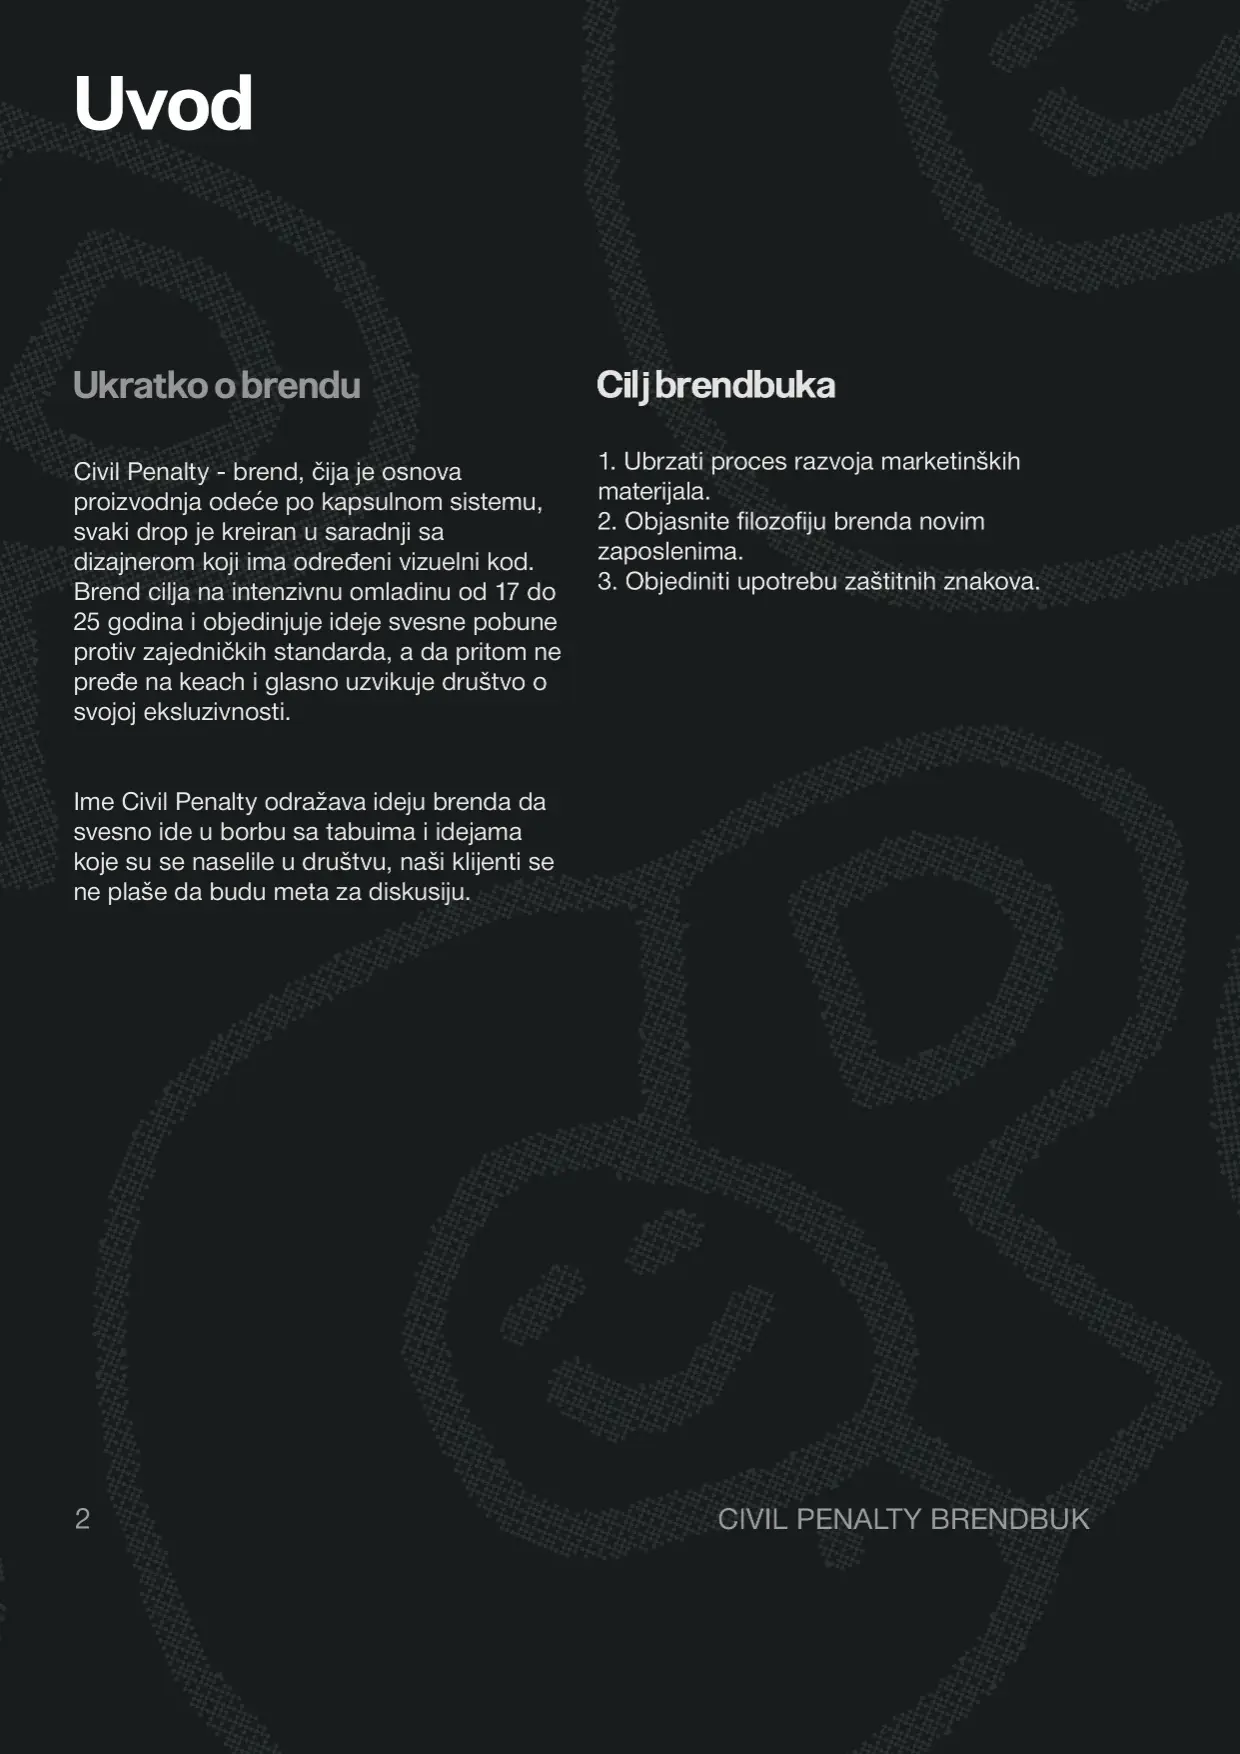 Uvod
Ukratko o brendu
Civil Penalty - brend, čija je osnova
proizvodnja odeće po kapsulnom sistemu,
svaki drop je kreiran u saradnji sa
dizajnerom koji ima određeni vizuelni kod.
Brend cilja na intenzivnu omladinu od 17 do
25 godina i objedinjuje ideje svesne pobune
protiv zajedničkih standarda, a da pritom ne
pređe na keach i glasno uzvikuje društvo o
svojoj eksluzivnosti.
Ime Civil Penalty odražava ideju brenda da
svesno ide u borbu sa tabuima i idejama
koje su se naselile u društvu, naši klijenti se
ne plaše da budu meta za diskusiju.
Cilj brendbuka
1. Ubrzati proces razvoja marketinških
materijala.
2. Objasnite filozofiju brenda novim
zaposlenima.
3. Objediniti upotrebu zaštitnih znakova.
2
CIVIL PENALTY BRENDBUK